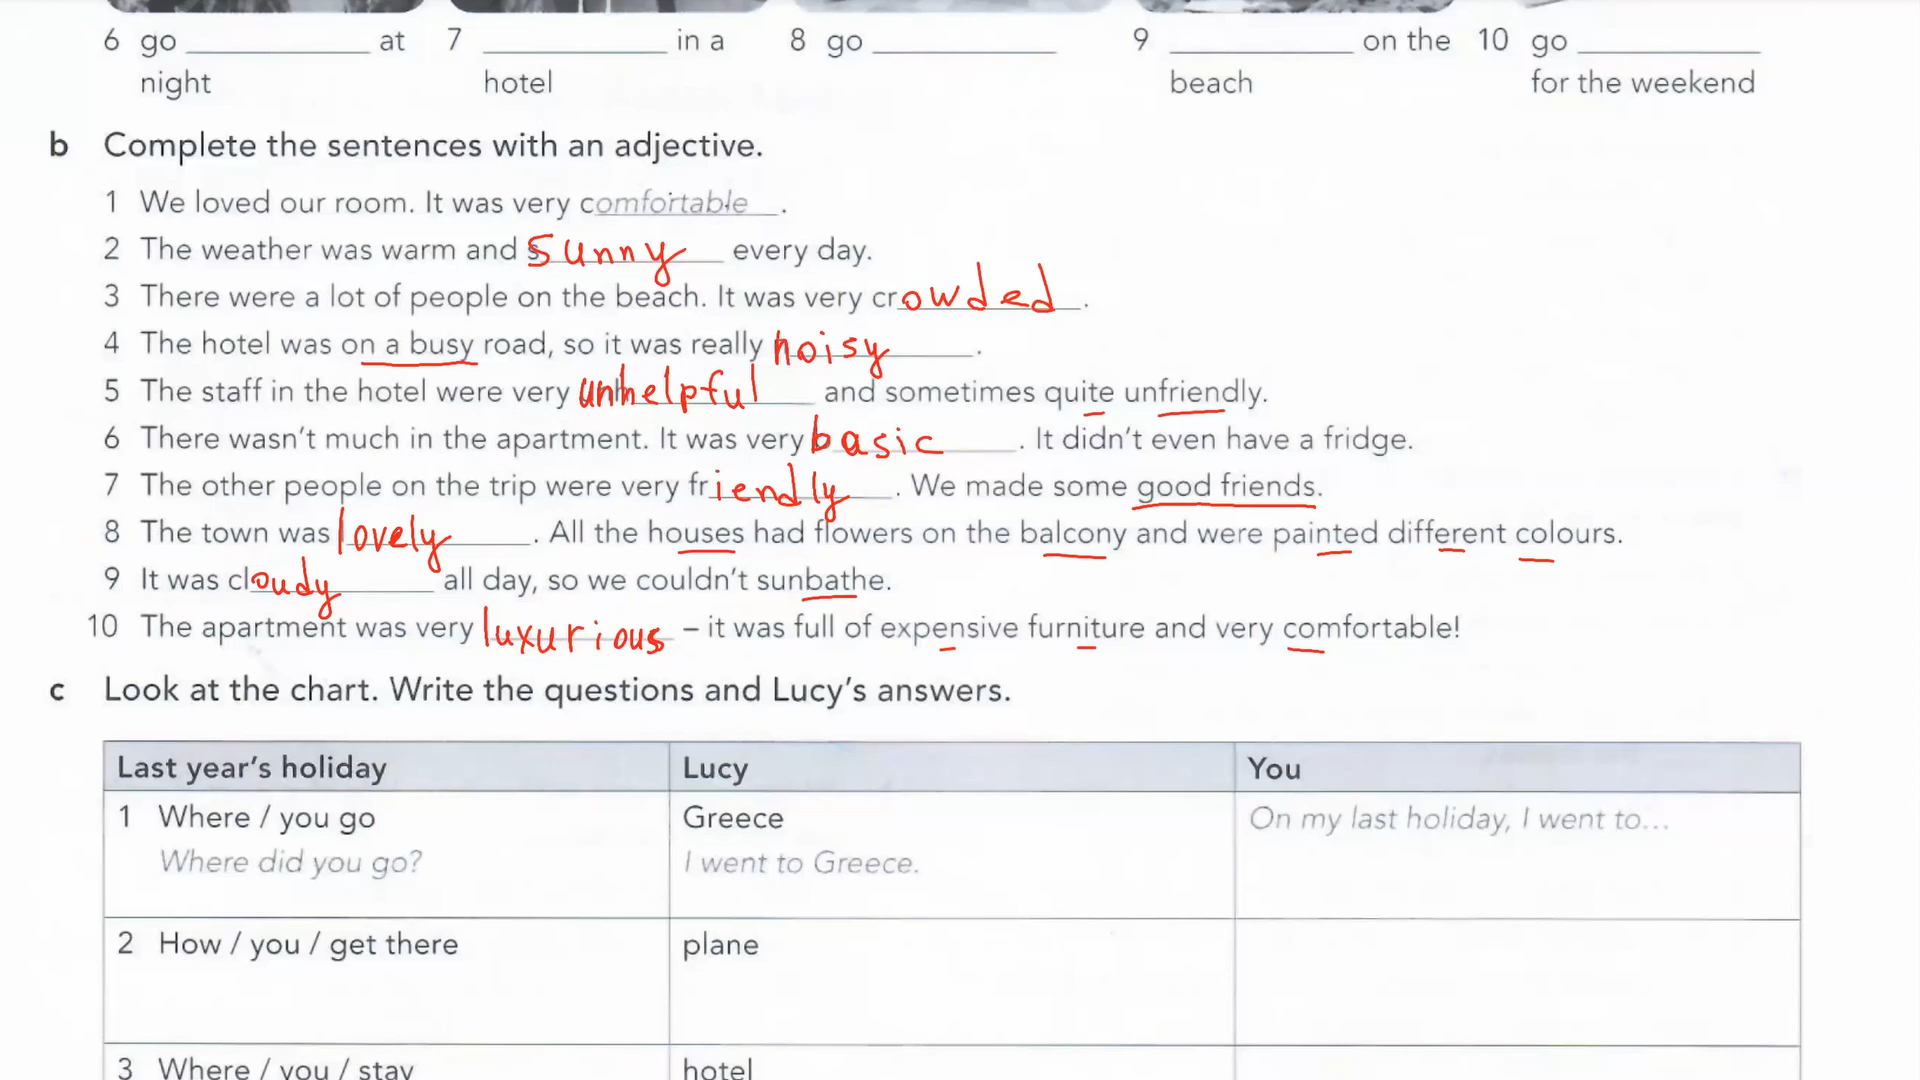 6 go ____ at 7 ____ in a 8 go ____ 9 ____ on the 10 go ____
night hotel beach for the weekend
b Complete the sentences with an adjective.
1 We loved our room. It was very comfortable.
2 The weather was warm and sunny every day.
3 There were a lot of people on the beach. It was very crowded.
4 The hotel was on a busy road, so it was really noisy.
5 The staff in the hotel were very unhelpful and sometimes quite unfriendly.
6 There wasn't much in the apartment. It was very basic. It didn't even have a fridge.
7 The other people on the trip were very friendly. We made some good friends.
8 The town was lovely. All the houses had flowers on the balcony and were painted different colours.
9 It was cloudy all day, so we couldn't sunbathe.
10 The apartment was very luxurious – it was full of expensive furniture and very comfortable!
c Look at the chart. Write the questions and Lucy's answers.
Last year's holiday Lucy You
1 Where / you go Greece On my last holiday, I went to...
Where did you go? I went to Greece.
2 How / you / get there plane
3 Where / you / stay hotel